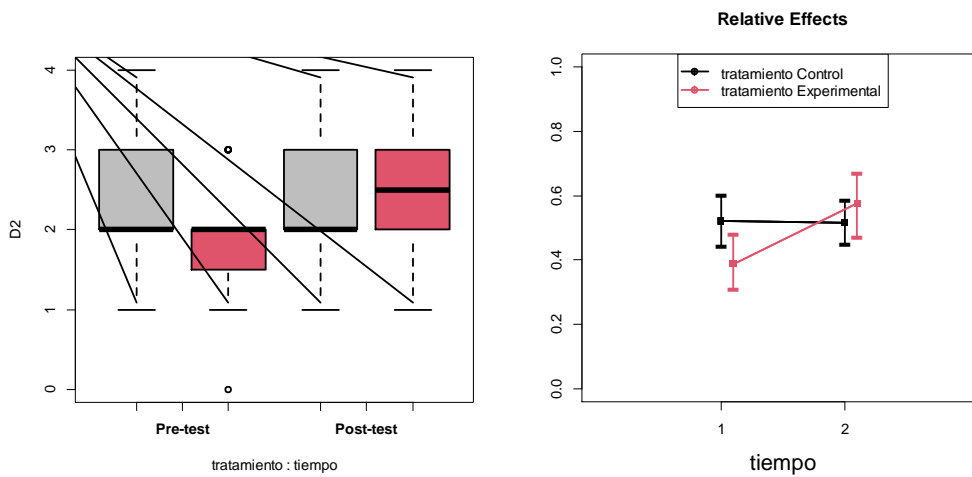 D2
4
3
2
1
0
Pre-test
Post-test
tratamiento : tiempo
Relative Effects
tratamiento Control
tratamiento Experimental
1.0
0.8
0.6
0.4
0.2
0.0
1
2
tiempo